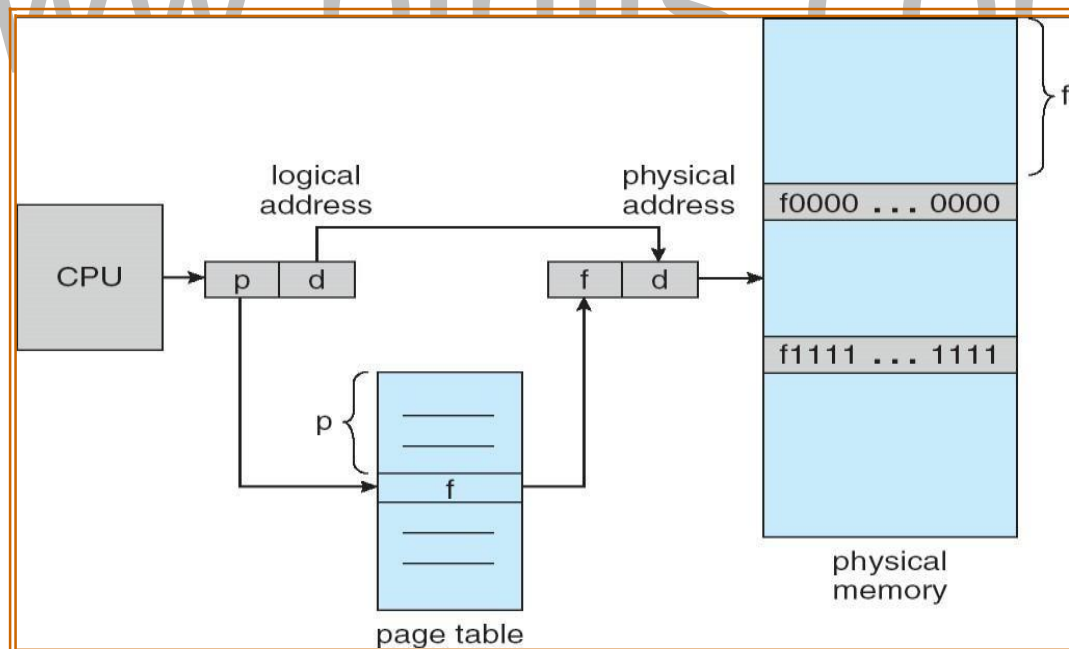 f
logical
address
physical
address
f0000 ... 0000
CPU
p
d
f
d
f1111 ... 1111
p
f
physical
memory
page table